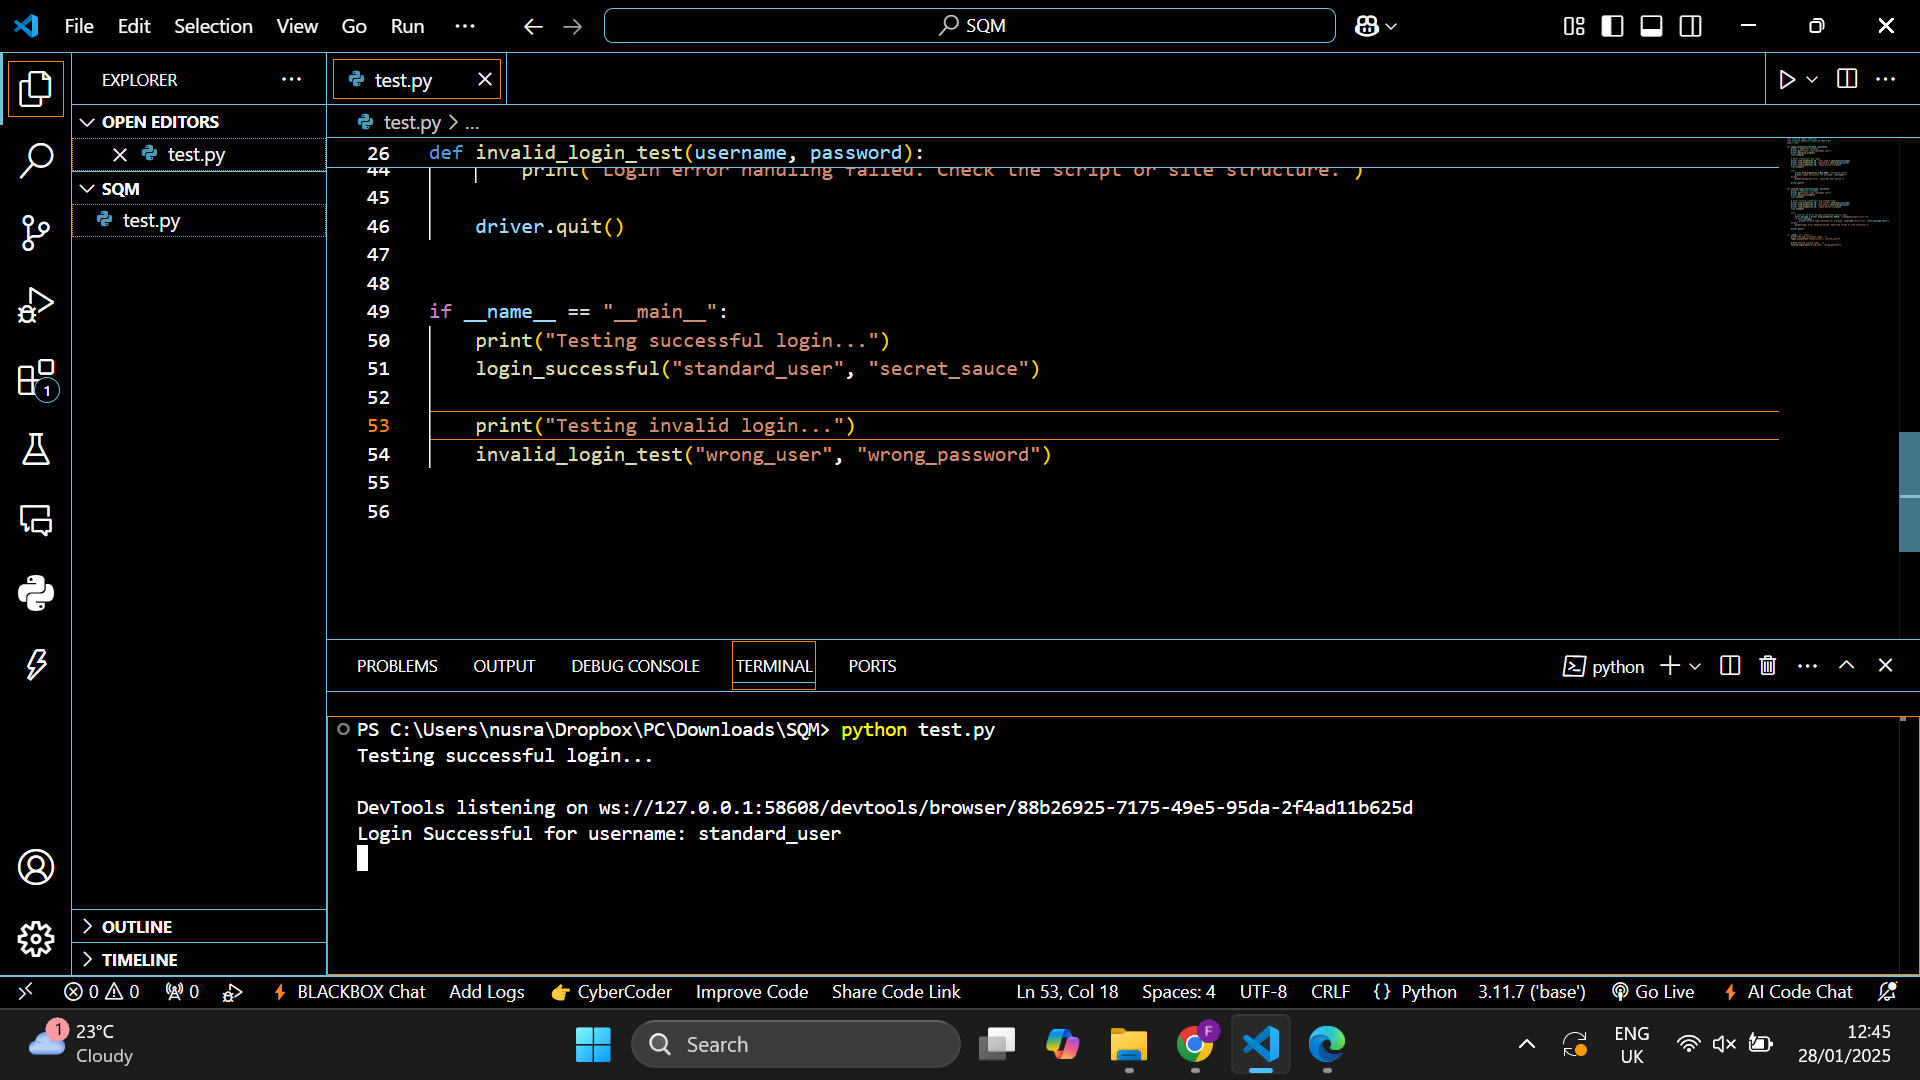 File Edit Selection View Go Run ... SQM
EXPLORER ...
OPEN EDITORS
test.py
SQM
test.py
OUTLINE
TIMELINE
test.py
test.py > ...
26 def invalid_login_test(username, password):
44 print("Login error handling failed. Check the script or site structure.")
45
46 driver.quit()
47
48
49 if __name__ == "__main__":
50 print("Testing successful login...")
51 login_successful("standard_user", "secret_sauce")
52
53 print("Testing invalid login...")
54 invalid_login_test("wrong_user", "wrong_password")
55
56
PROBLEMS OUTPUT DEBUG CONSOLE TERMINAL PORTS python
PS C:\Users\nusra\Dropbox\PC\Downloads\SQM> python test.py
Testing successful login...
DevTools listening on ws://127.0.0.1:58608/devtools/browser/88b26925-7175-49e5-95da-2f4ad11b625d
Login Successful for username: standard_user
1
0 0 0 BLACKBOX Chat Add Logs CyberCoder Improve Code Share Code Link Ln 53, Col 18 Spaces: 4 UTF-8 CRLF {} Python 3.11.7 ('base') Go Live AI Code Chat
1 23°C
Cloudy
Search
F
ENG
UK
12:45
28/01/2025